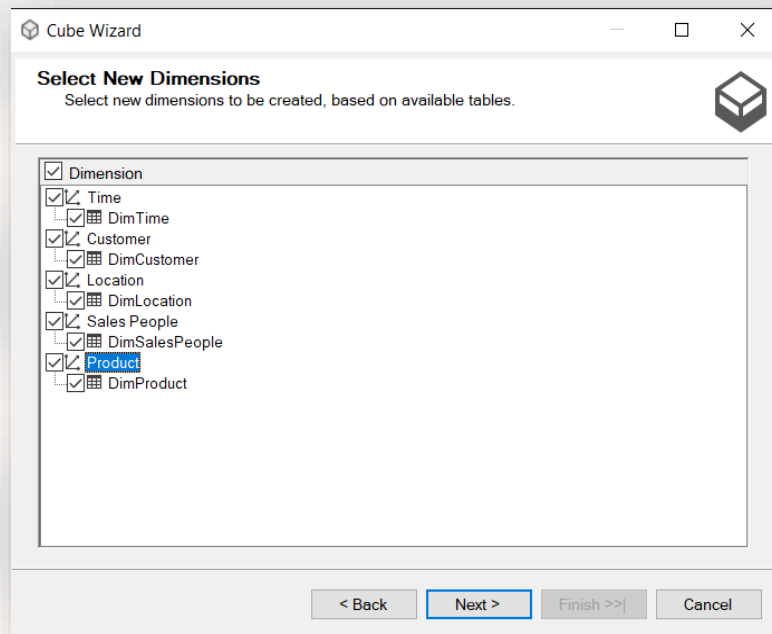 Cube Wizard
Select New Dimensions
Select new dimensions to be created, based on available tables.
Dimension
Time
DimTime
Customer
DimCustomer
Location
DimLocation
Sales People
DimSalesPeople
Product
DimProduct
< Back Next > Finish >>| Cancel